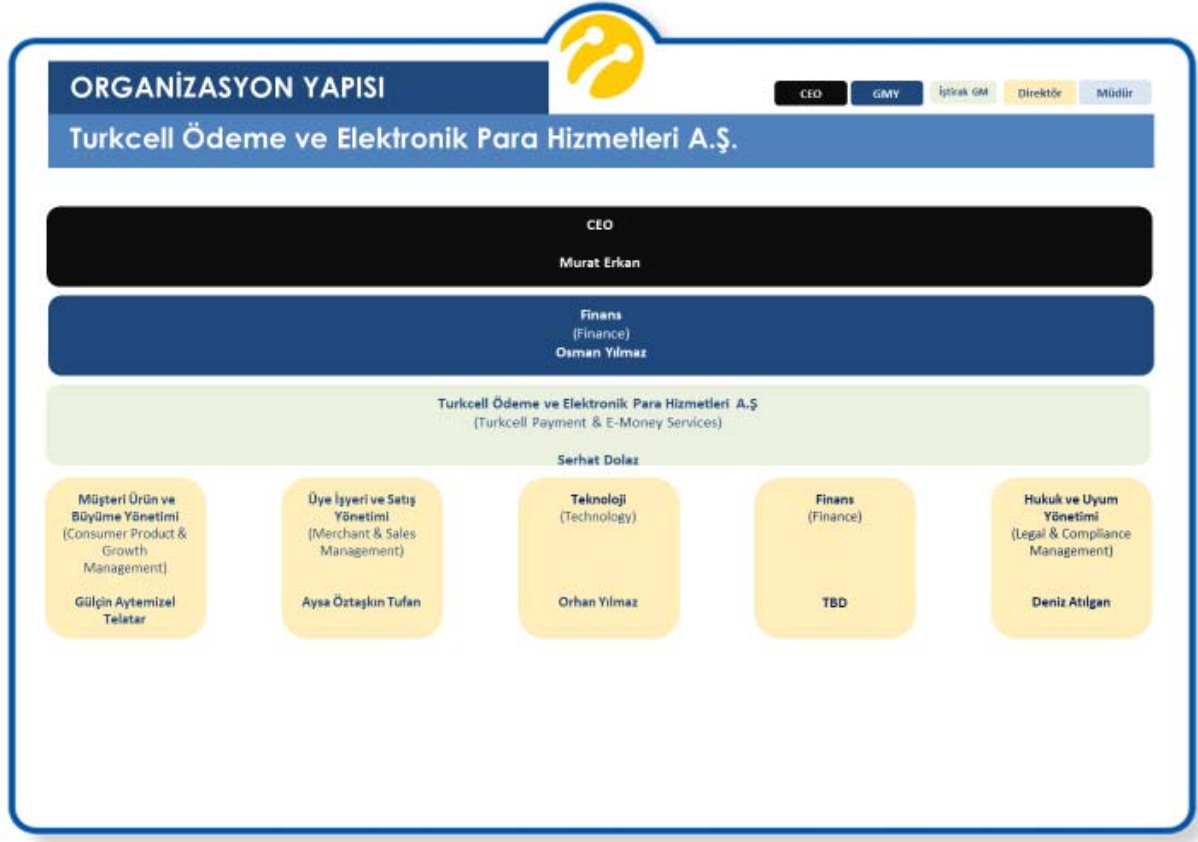 ORGANİZASYON YAPISI
CEO
GMY
İştirak GM
Direktör
Müdür
Turkcell Ödeme ve Elektronik Para Hizmetleri A.Ş.
CEO
Murat Erkan
Finans
(Finance)
Osman Yılmaz
Turkcell Ödeme ve Elektronik Para Hizmetleri A.Ş
(Turkcell Payment & E-Money Services)
Serhat Dolaz
Müşteri Ürün ve
Büyüme Yönetimi
(Consumer Product &
Growth
Management)
Gülçin Aytemizel
Telatar
Üye İşyeri ve Satış
Yönetimi
(Merchant & Sales
Management)
Aysa Öztaşkın Tufan
Teknoloji
(Technology)
Orhan Yılmaz
Finans
(Finance)
TBD
Hukuk ve Uyum
Yönetimi
(Legal & Compliance
Management)
Deniz Atılgan